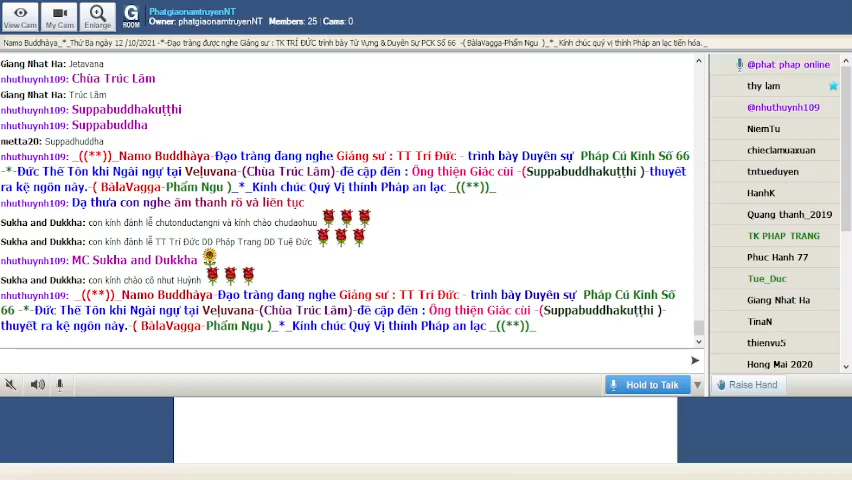 View Cam
My Cam
Enlarge
G
ROOM
PhatgiaonamtruyenNT
Owner: phatgiaonamtruyenNT Members: 25 Cams: 0
Namo Buddhàya_*_Thứ Ba ngày 12 /10/2021 -*-Đạo tràng được nghe Giảng sư : TK TRÍ ĐỨC trình bày Từ Vựng & Duyên Sự PCK Số 66 -(BàlaVagga-Phẩm Ngu )_*_ Kính chúc quý vị thính Pháp an lạc tiến hóa._
Giang Nhat Ha: Jetavana
nhuthuynh109: Chùa Trúc Lâm
Giang Nhat Ha: Trúc Lâm
nhuthuynh109: Suppabuddhakuṭṭhi
nhuthuynh109: Suppabuddha
metta20: Suppadhuddha
nhuthuynh109: _((**))_Namo Buddhàya-Đạo tràng đang nghe Giảng sư : TT Trí Đức - trình bày Duyên sự Pháp Cú Kinh Số 66
-*-Đức Thế Tôn khi Ngài ngự tại Veḷuvana-(Chùa Trúc Lâm)-đề cập đến : Ông thiện Giác cùi -(Suppabuddhakuṭṭhi )-thuyết
ra kệ ngôn này.-( BàlaVagga-Phẩm Ngu )_*_Kính chúc Quý Vị thính Pháp an lạc _((**))_
nhuthuynh109: Dạ thưa con nghe âm thanh rõ và liên tục
Sukha and Dukkha: con kính đảnh lễ chutonductangni và kính chào chudaohuu
Sukha and Dukkha: con kính đảnh lễ TT Trí Đức DD Pháp Trang DD Tuệ Đức
nhuthuynh109: MC Sukha and Dukkha
Sukha and Dukkha: con kính chào cô nhut Huỳnh
nhuthuynh109: _((**))_Namo Buddhàya-Đạo tràng đang nghe Giảng sư : TT Trí Đức - trình bày Duyên sự Pháp Cú Kinh Số
66 -*-Đức Thế Tôn khi Ngài ngự tại Veḷuvana-(Chùa Trúc Lâm)-đề cập đến : Ông thiện Giác cùi -(Suppabuddhakuṭṭhi )-
thuyết ra kệ ngôn này.-( BàlaVagga-Phẩm Ngu )_*_Kính chúc Quý Vị thính Pháp an lạc _((**))_
@phat phap online
thy lam
@nhuthuynh109
NiemTu
chieclamuaxuan
tntueduyen
HanhK
Quang thanh_2019
TK PHAP TRANG
Phuc Hanh 77
Tue_Duc
Giang Nhat Ha
TinaN
thienvu5
Hong Mai 2020
Hold to Talk
Raise Hand